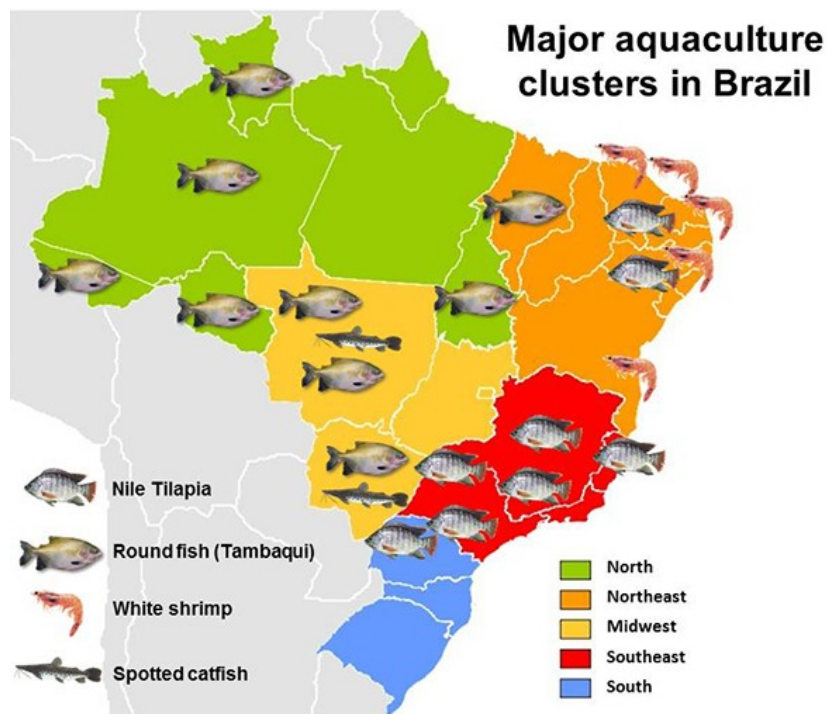 Major aquaculture
clusters in Brazil
Nile Tilapia
Round fish (Tambaqui)
White shrimp
Spotted catfish
North
Northeast
Midwest
Southeast
South